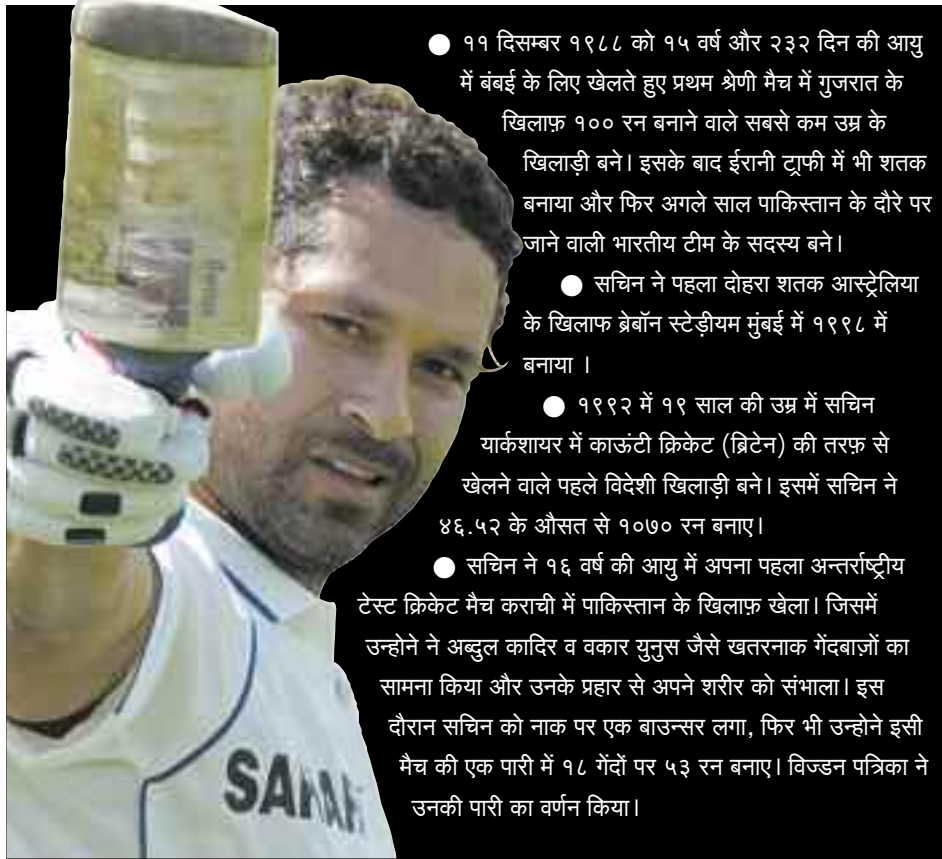 ● ११ दिसम्बर १९८८ को १५ वर्ष और २३२ दिन की आयु
में बंबई के लिए खेलते हुए प्रथम श्रेणी मैच में गुजरात के
खिलाफ़ १०० रन बनाने वाले सबसे कम उम्र के
खिलाड़ी बने। इसके बाद ईरानी ट्राफी में भी शतक
बनाया और फिर अगले साल पाकिस्तान के दौरे पर
जाने वाली भारतीय टीम के सदस्य बने।
● सचिन ने पहला दोहरा शतक आस्ट्रेलिया
के खिलाफ ब्रेबॉन स्टेड़ीयम मुंबई में १९९८ में
बनाया ।
● १९९२ में १९ साल की उम्र में सचिन
यार्कशायर में काऊंटी क्रिकेट (ब्रिटेन) की तरफ़ से
खेलने वाले पहले विदेशी खिलाड़ी बने। इसमें सचिन ने
४६.५२ के औसत से १०७० रन बनाए।
● सचिन ने १६ वर्ष की आयु में अपना पहला अन्तर्राष्ट्रीय
टेस्ट क्रिकेट मैच कराची में पाकिस्तान के खिलाफ़ खेला। जिसमें
उन्होने ने अब्दुल कादिर व वकार युनुस जैसे खतरनाक गेंदबाज़ों का
सामना किया और उनके प्रहार से अपने शरीर को संभाला। इस
दौरान सचिन को नाक पर एक बाउन्सर लगा, फिर भी उन्होने इसी
मैच की एक पारी में १८ गेंदों पर ५३ रन बनाए। विज्डन पत्रिका ने
उनकी पारी का वर्णन किया।
SAHARA